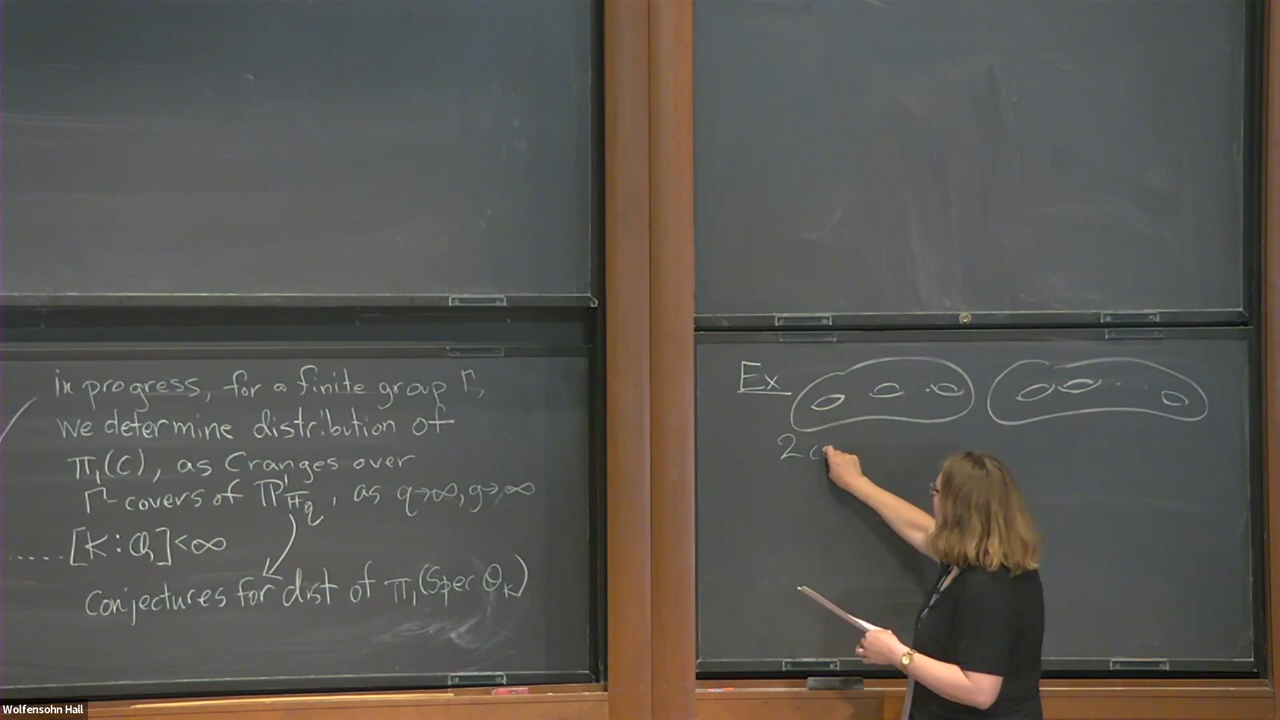 in progress, for a finite group Γ,
we determine distribution of
π₁(C), as C ranges over
Γ-covers of ℙ¹_𝔽q, as q→∞, g→∞
.....[K:ℚ]<∞
Conjectures for dist of π₁(Spec 𝒪_K)
Ex
2 c
Wolfensohn Hall